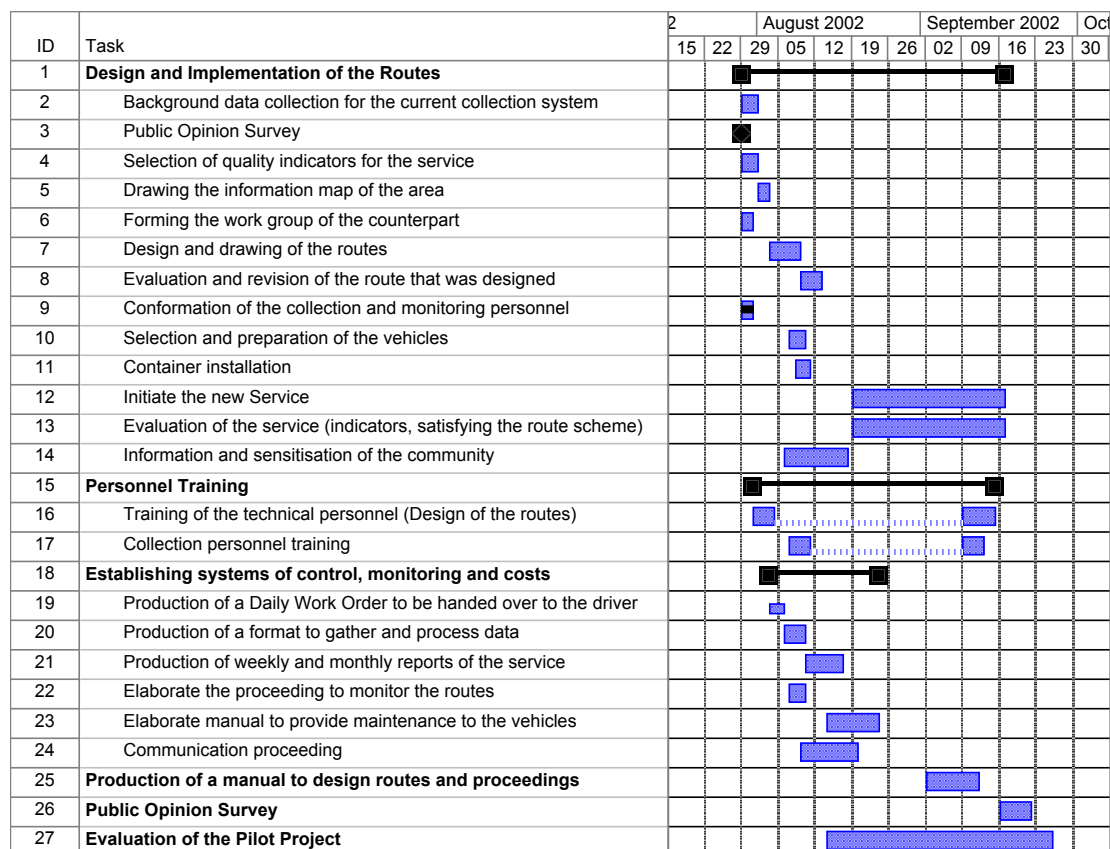 2 August 2002 September 2002 Oct
ID Task 15 22 29 05 12 19 26 02 09 16 23 30
1 Design and Implementation of the Routes
2 Background data collection for the current collection system
3 Public Opinion Survey
4 Selection of quality indicators for the service
5 Drawing the information map of the area
6 Forming the work group of the counterpart
7 Design and drawing of the routes
8 Evaluation and revision of the route that was designed
9 Conformation of the collection and monitoring personnel
10 Selection and preparation of the vehicles
11 Container installation
12 Initiate the new Service
13 Evaluation of the service (indicators, satisfying the route scheme)
14 Information and sensitisation of the community
15 Personnel Training
16 Training of the technical personnel (Design of the routes)
17 Collection personnel training
18 Establishing systems of control, monitoring and costs
19 Production of a Daily Work Order to be handed over to the driver
20 Production of a format to gather and process data
21 Production of weekly and monthly reports of the service
22 Elaborate the proceeding to monitor the routes
23 Elaborate manual to provide maintenance to the vehicles
24 Communication proceeding
25 Production of a manual to design routes and proceedings
26 Public Opinion Survey
27 Evaluation of the Pilot Project